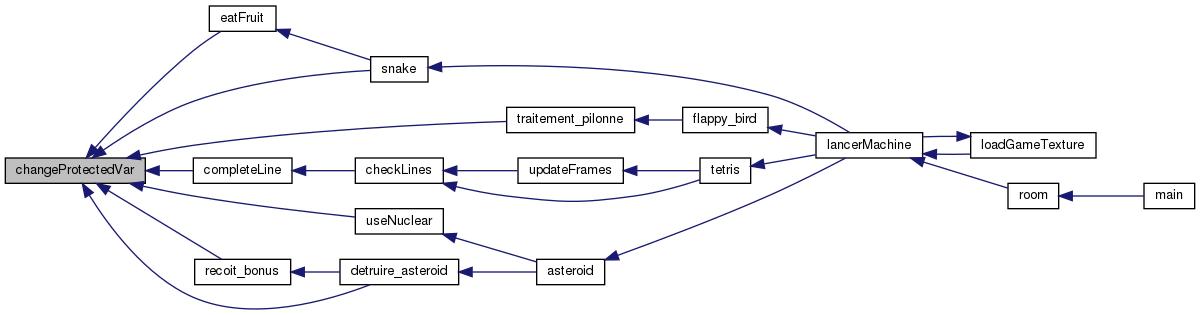 eatFruit
snake
traitement_pilonne
flappy_bird
lancerMachine
loadGameTexture
changeProtectedVar
completeLine
checkLines
updateFrames
tetris
room
main
useNuclear
recoit_bonus
detruire_asteroid
asteroid